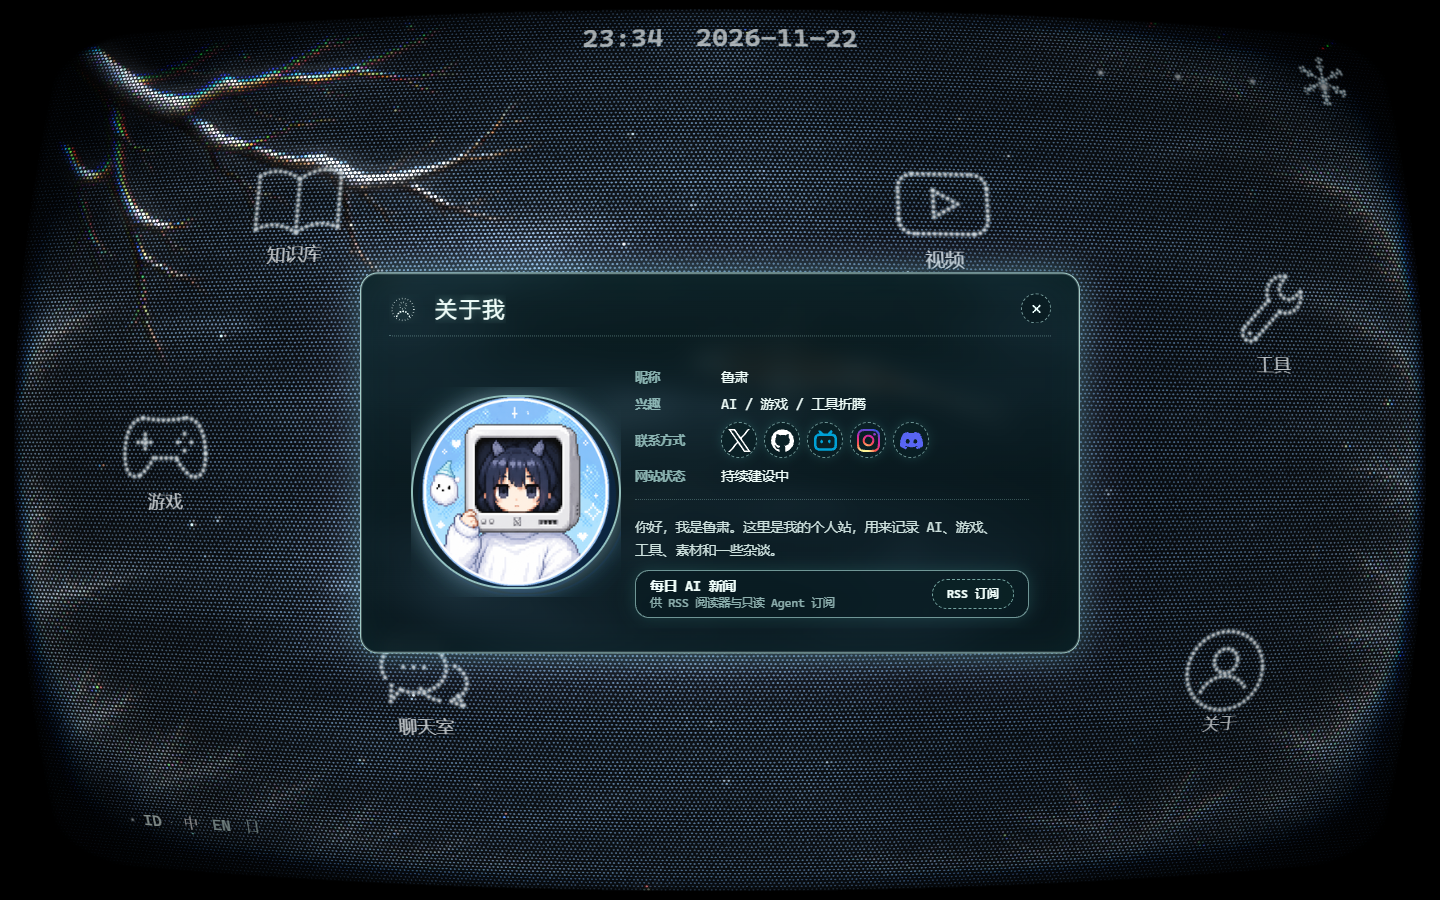 23:34 2026-11-22
知识库
视频
关于我
工具
昵称 鲁肃
兴趣 AI / 游戏 / 工具折腾
联系方式
网站状态 持续建设中
游戏
你好，我是鲁肃。这里是我的个人站，用来记录 AI、游戏、
工具、素材和一些杂谈。
每日 AI 新闻
供 RSS 阅读器与只读 Agent 订阅
RSS 订阅
聊天室
关于
· ID 中 EN 日